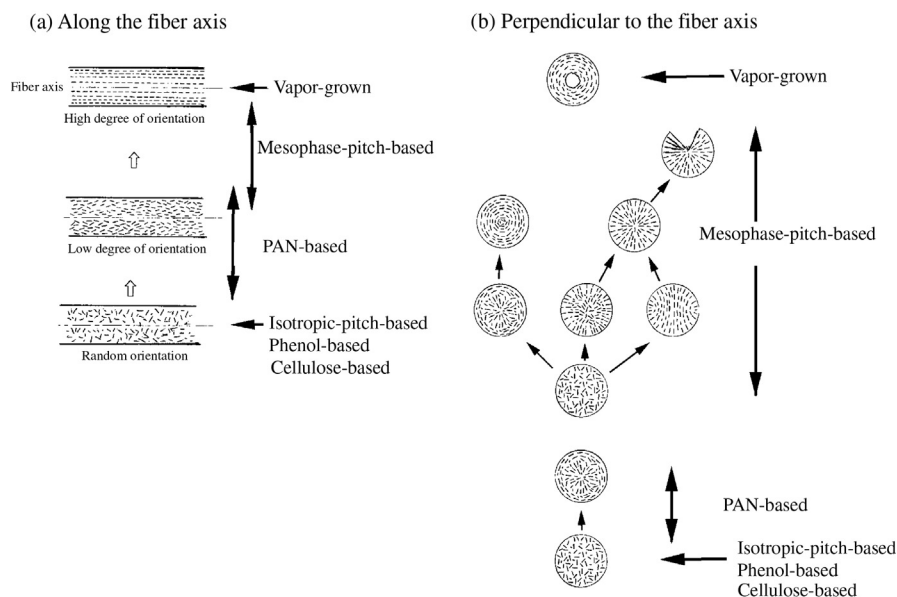 (a) Along the fiber axis
Fiber axis
Vapor-grown
High degree of orientation
Mesophase-pitch-based
Low degree of orientation
PAN-based
Isotropic-pitch-based
Phenol-based
Cellulose-based
Random orientation
(b) Perpendicular to the fiber axis
Vapor-grown
Mesophase-pitch-based
PAN-based
Isotropic-pitch-based
Phenol-based
Cellulose-based